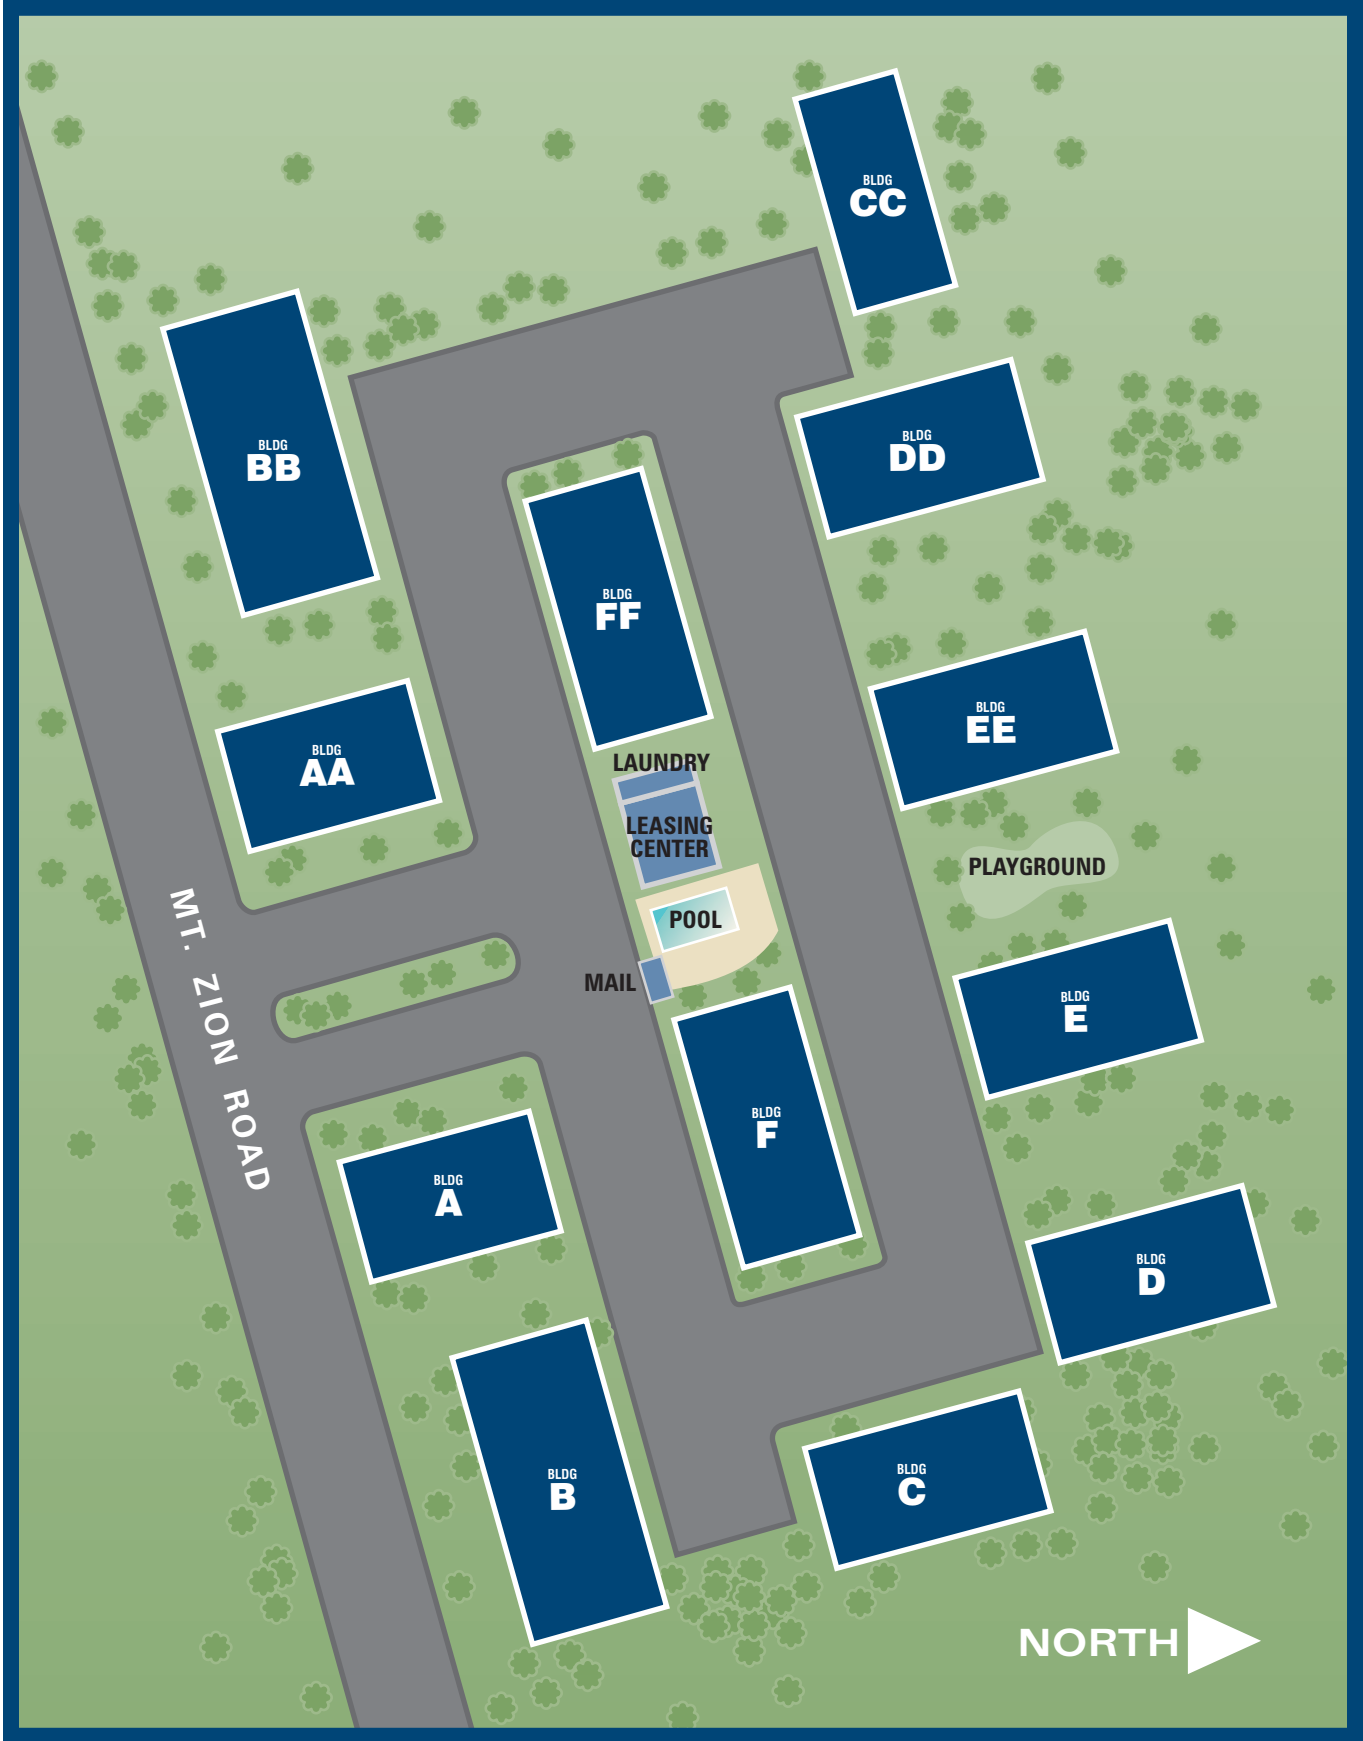 BLDG
CC
BLDG
DD
BLDG
BB
BLDG
FF
BLDG
EE
LAUNDRY
BLDG
AA
LEASING
CENTER
PLAYGROUND
POOL
MAIL
BLDG
E
MT. ZION ROAD
BLDG
F
BLDG
A
BLDG
D
BLDG
C
BLDG
B
NORTH